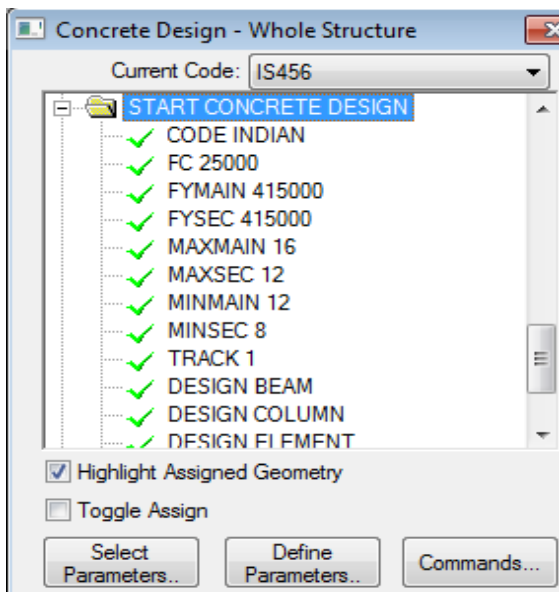 Concrete Design - Whole Structure
Current Code: IS456
START CONCRETE DESIGN
CODE INDIAN
FC 25000
FYMAIN 415000
FYSEC 415000
MAXMAIN 16
MAXSEC 12
MINMAIN 12
MINSEC 8
TRACK 1
DESIGN BEAM
DESIGN COLUMN
DESIGN ELEMENT
Highlight Assigned Geometry
Toggle Assign
Select Parameters..
Define Parameters..
Commands...